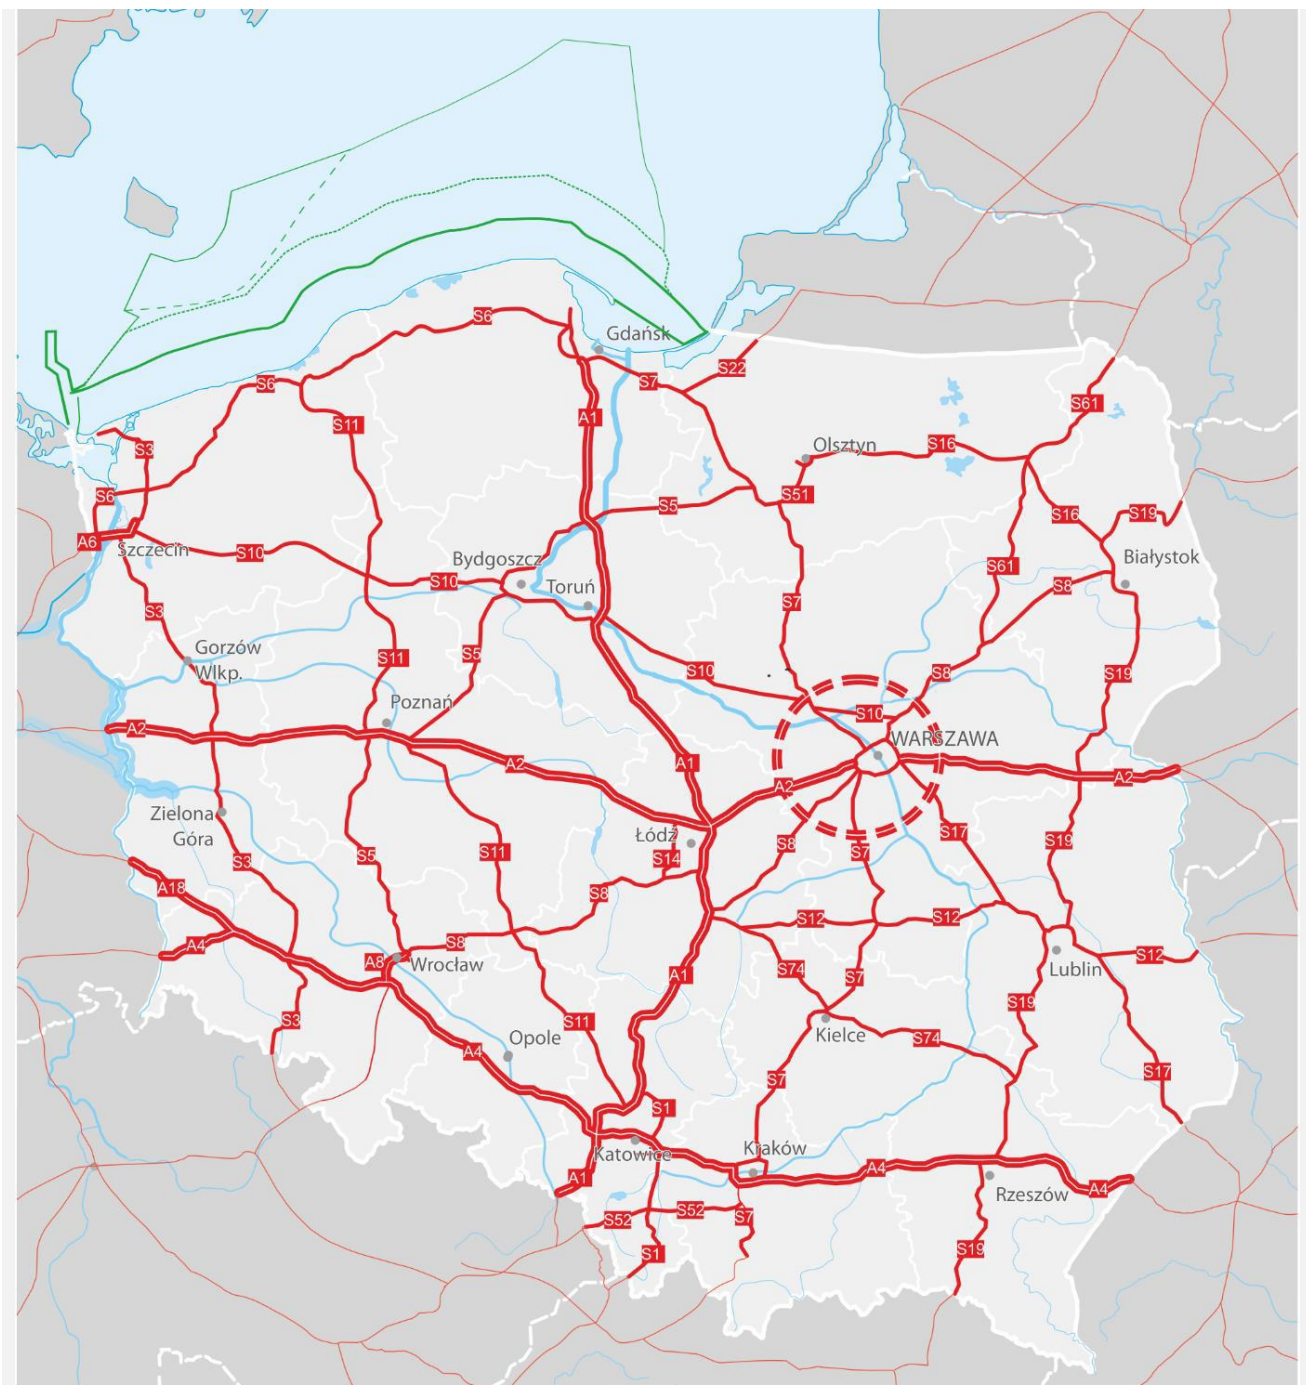 S6
Gdańsk
S22
S7
S6
S61
A1
S11
S16
Olsztyn
S3
S51
S6
S5
S16
S19
A6
Szczecin
S10
Bydgoszcz
Białystok
S61
S10
Toruń
S8
S3
S7
Gorzów
Wlkp.
S11
S5
S10
S8
S19
Poznań
S10
A2
WARSZAWA
A2
A1
A2
A2
Zielona
Góra
Łódź
S17
S8
S19
S3
S5
S11
S14
S7
A18
S8
S12
S12
A4
S8
A8
Wrocław
S12
Lublin
A1
S74
S7
S19
S3
S11
Kielce
S74
Opole
A4
S17
S7
S1
Katowice
Kraków
A4
A1
Rzeszów
A4
S52
S52
S7
S1
S19